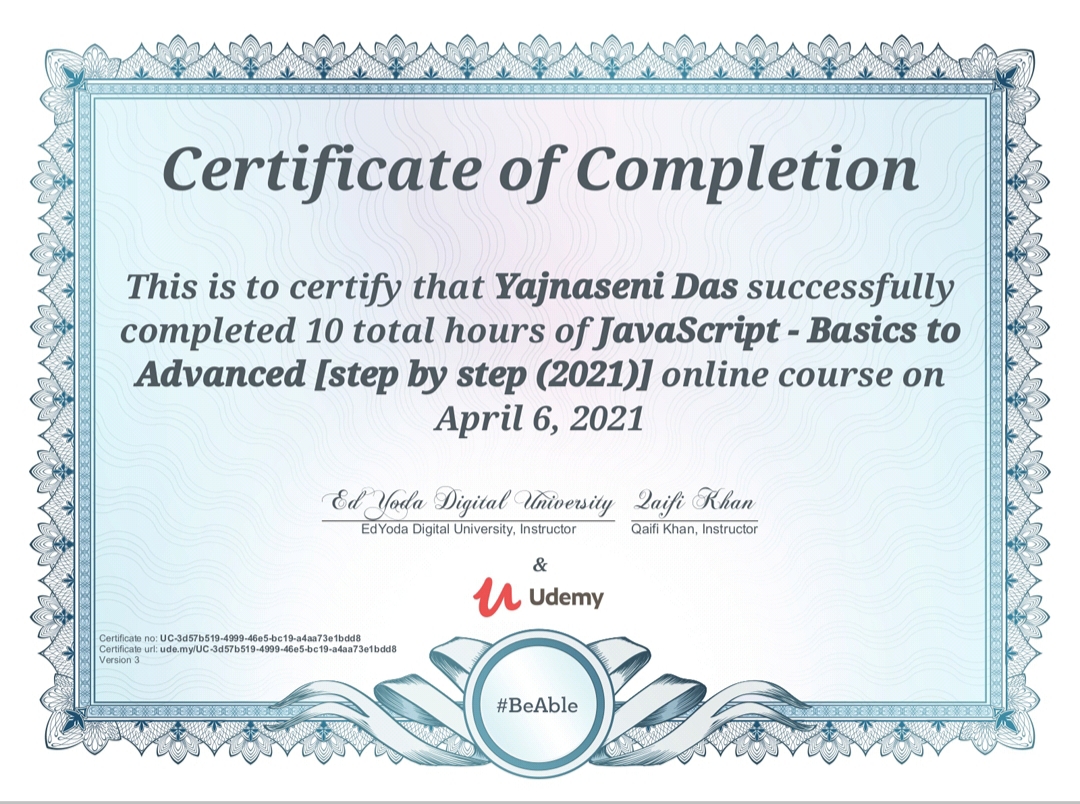 Certificate of Completion
This is to certify that Yajnaseni Das successfully
completed 10 total hours of JavaScript - Basics to
Advanced [step by step (2021)] online course on
April 6, 2021
Ed Yoda Digital University
EdYoda Digital University, Instructor
Qaifi Khan
Qaifi Khan, Instructor
&
Udemy
Certificate no: UC-3d57b519-4999-46e5-bc19-a4aa73e1bdd8
Certificate url: ude.my/UC-3d57b519-4999-46e5-bc19-a4aa73e1bdd8
Version 3
#BeAble